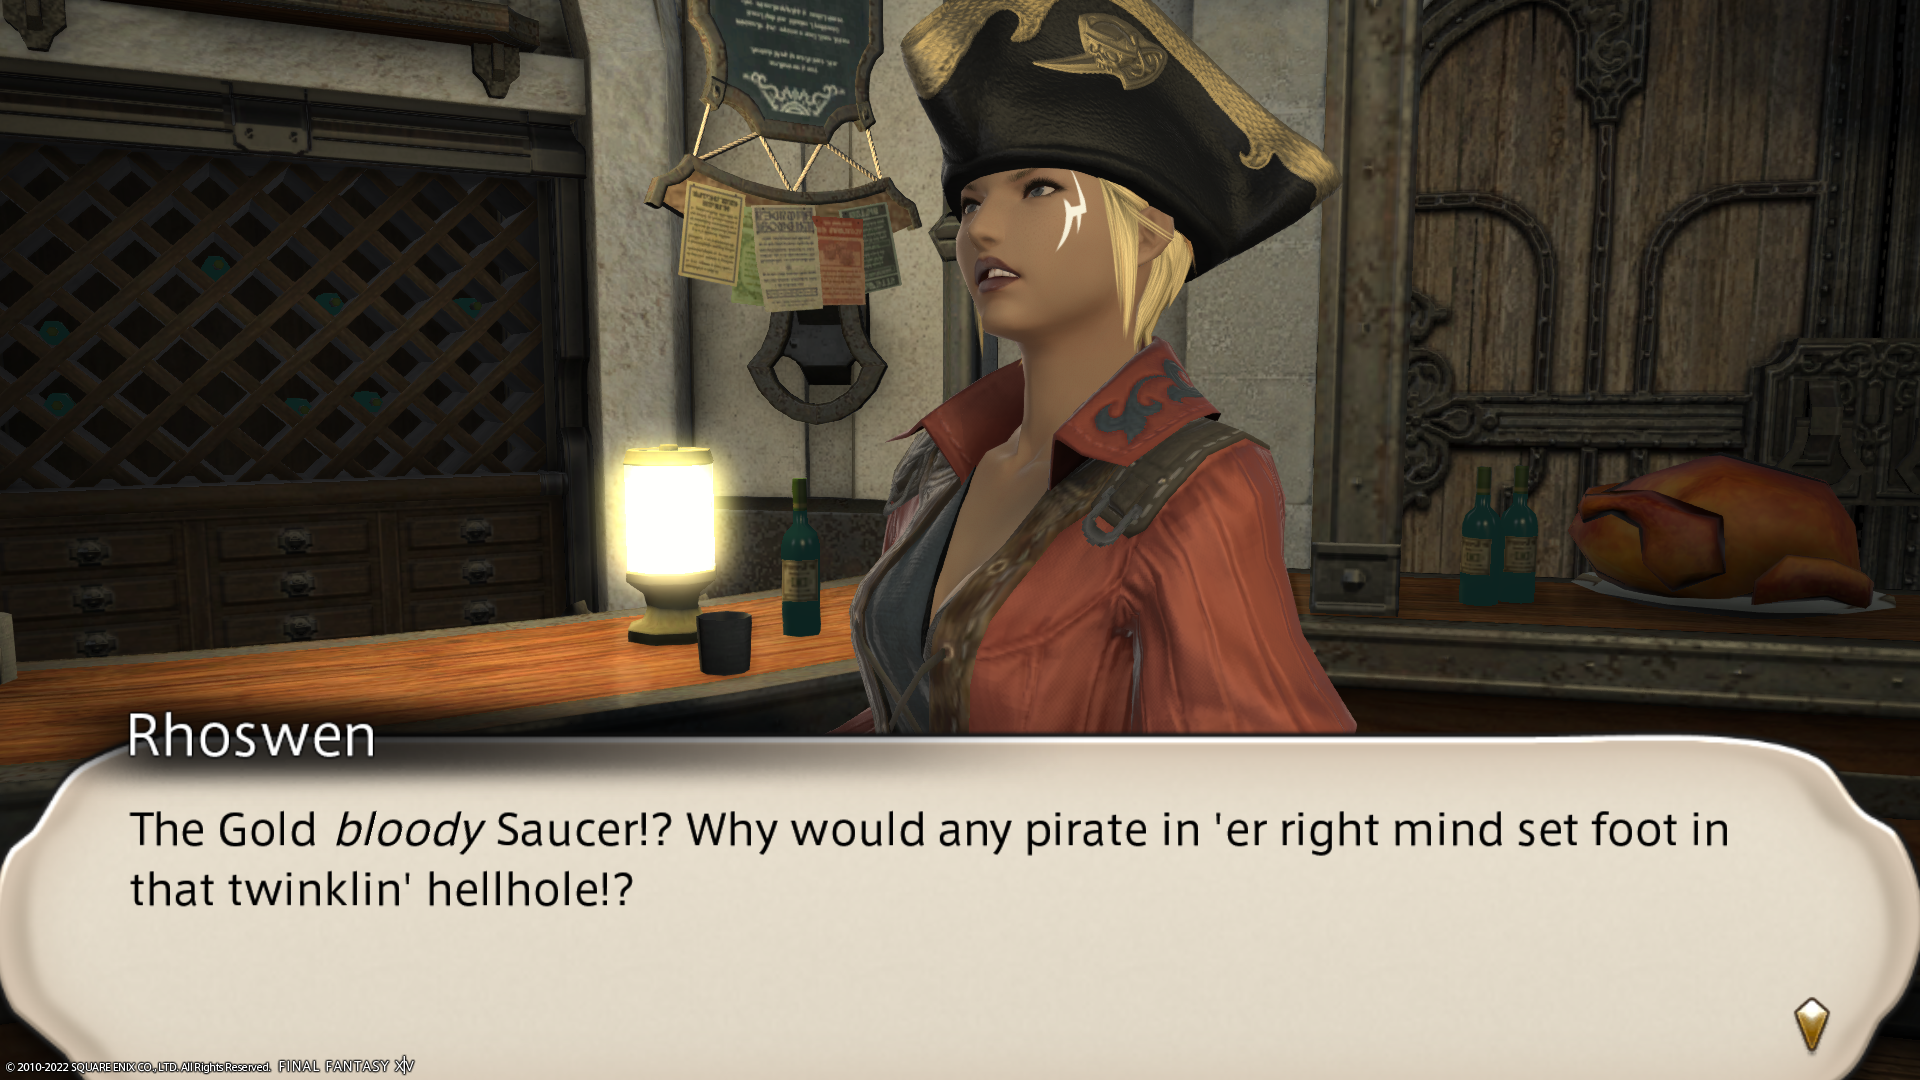 Rhoswen
The Gold bloody Saucer!? Why would any pirate in 'er right mind set foot in
that twinklin' hellhole!?
© 2010-2022 SQUARE ENIX CO., LTD. All Rights Reserved. FINAL FANTASY XIV